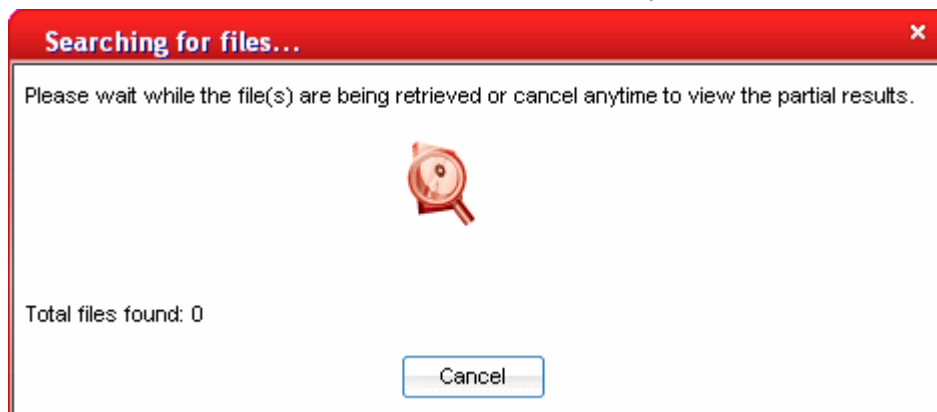 Searching for files...
Please wait while the file(s) are being retrieved or cancel anytime to view the partial results.
Total files found: 0
Cancel